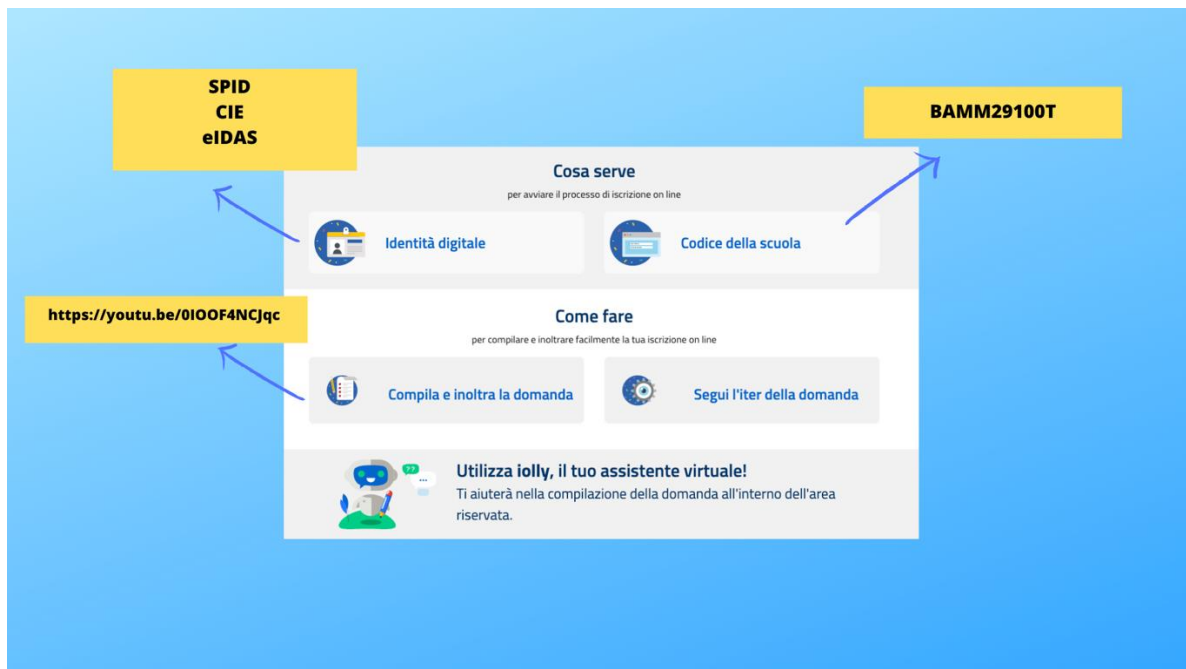 SPID
CIE
eIDAS
BAMM29100T
Cosa serve
per avviare il processo di iscrizione on line
Identità digitale
Codice della scuola
https://youtu.be/0IOOF4NCJqc
Come fare
per compilare e inoltrare facilmente la tua iscrizione on line
Compila e inoltra la domanda
Segui l'iter della domanda
??
...
Utilizza iolly, il tuo assistente virtuale!
Ti aiuterà nella compilazione della domanda all'interno dell'area
riservata.